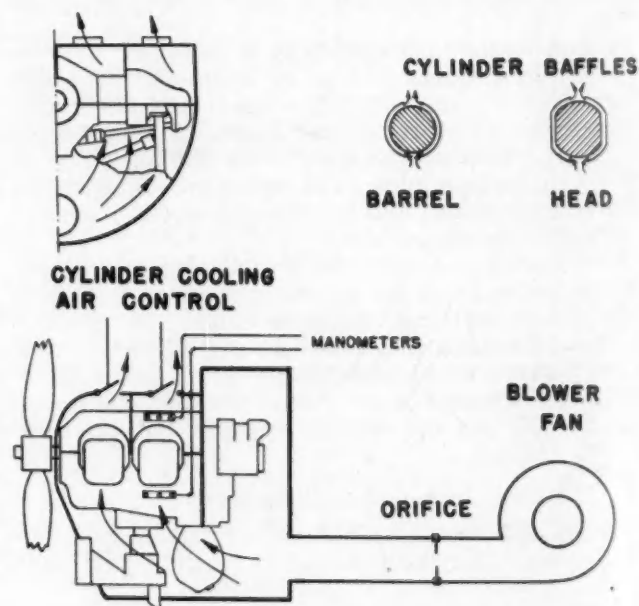 CYLINDER BAFFLES
BARREL
HEAD
CYLINDER COOLING
AIR CONTROL
MANOMETERS
BLOWER
FAN
ORIFICE